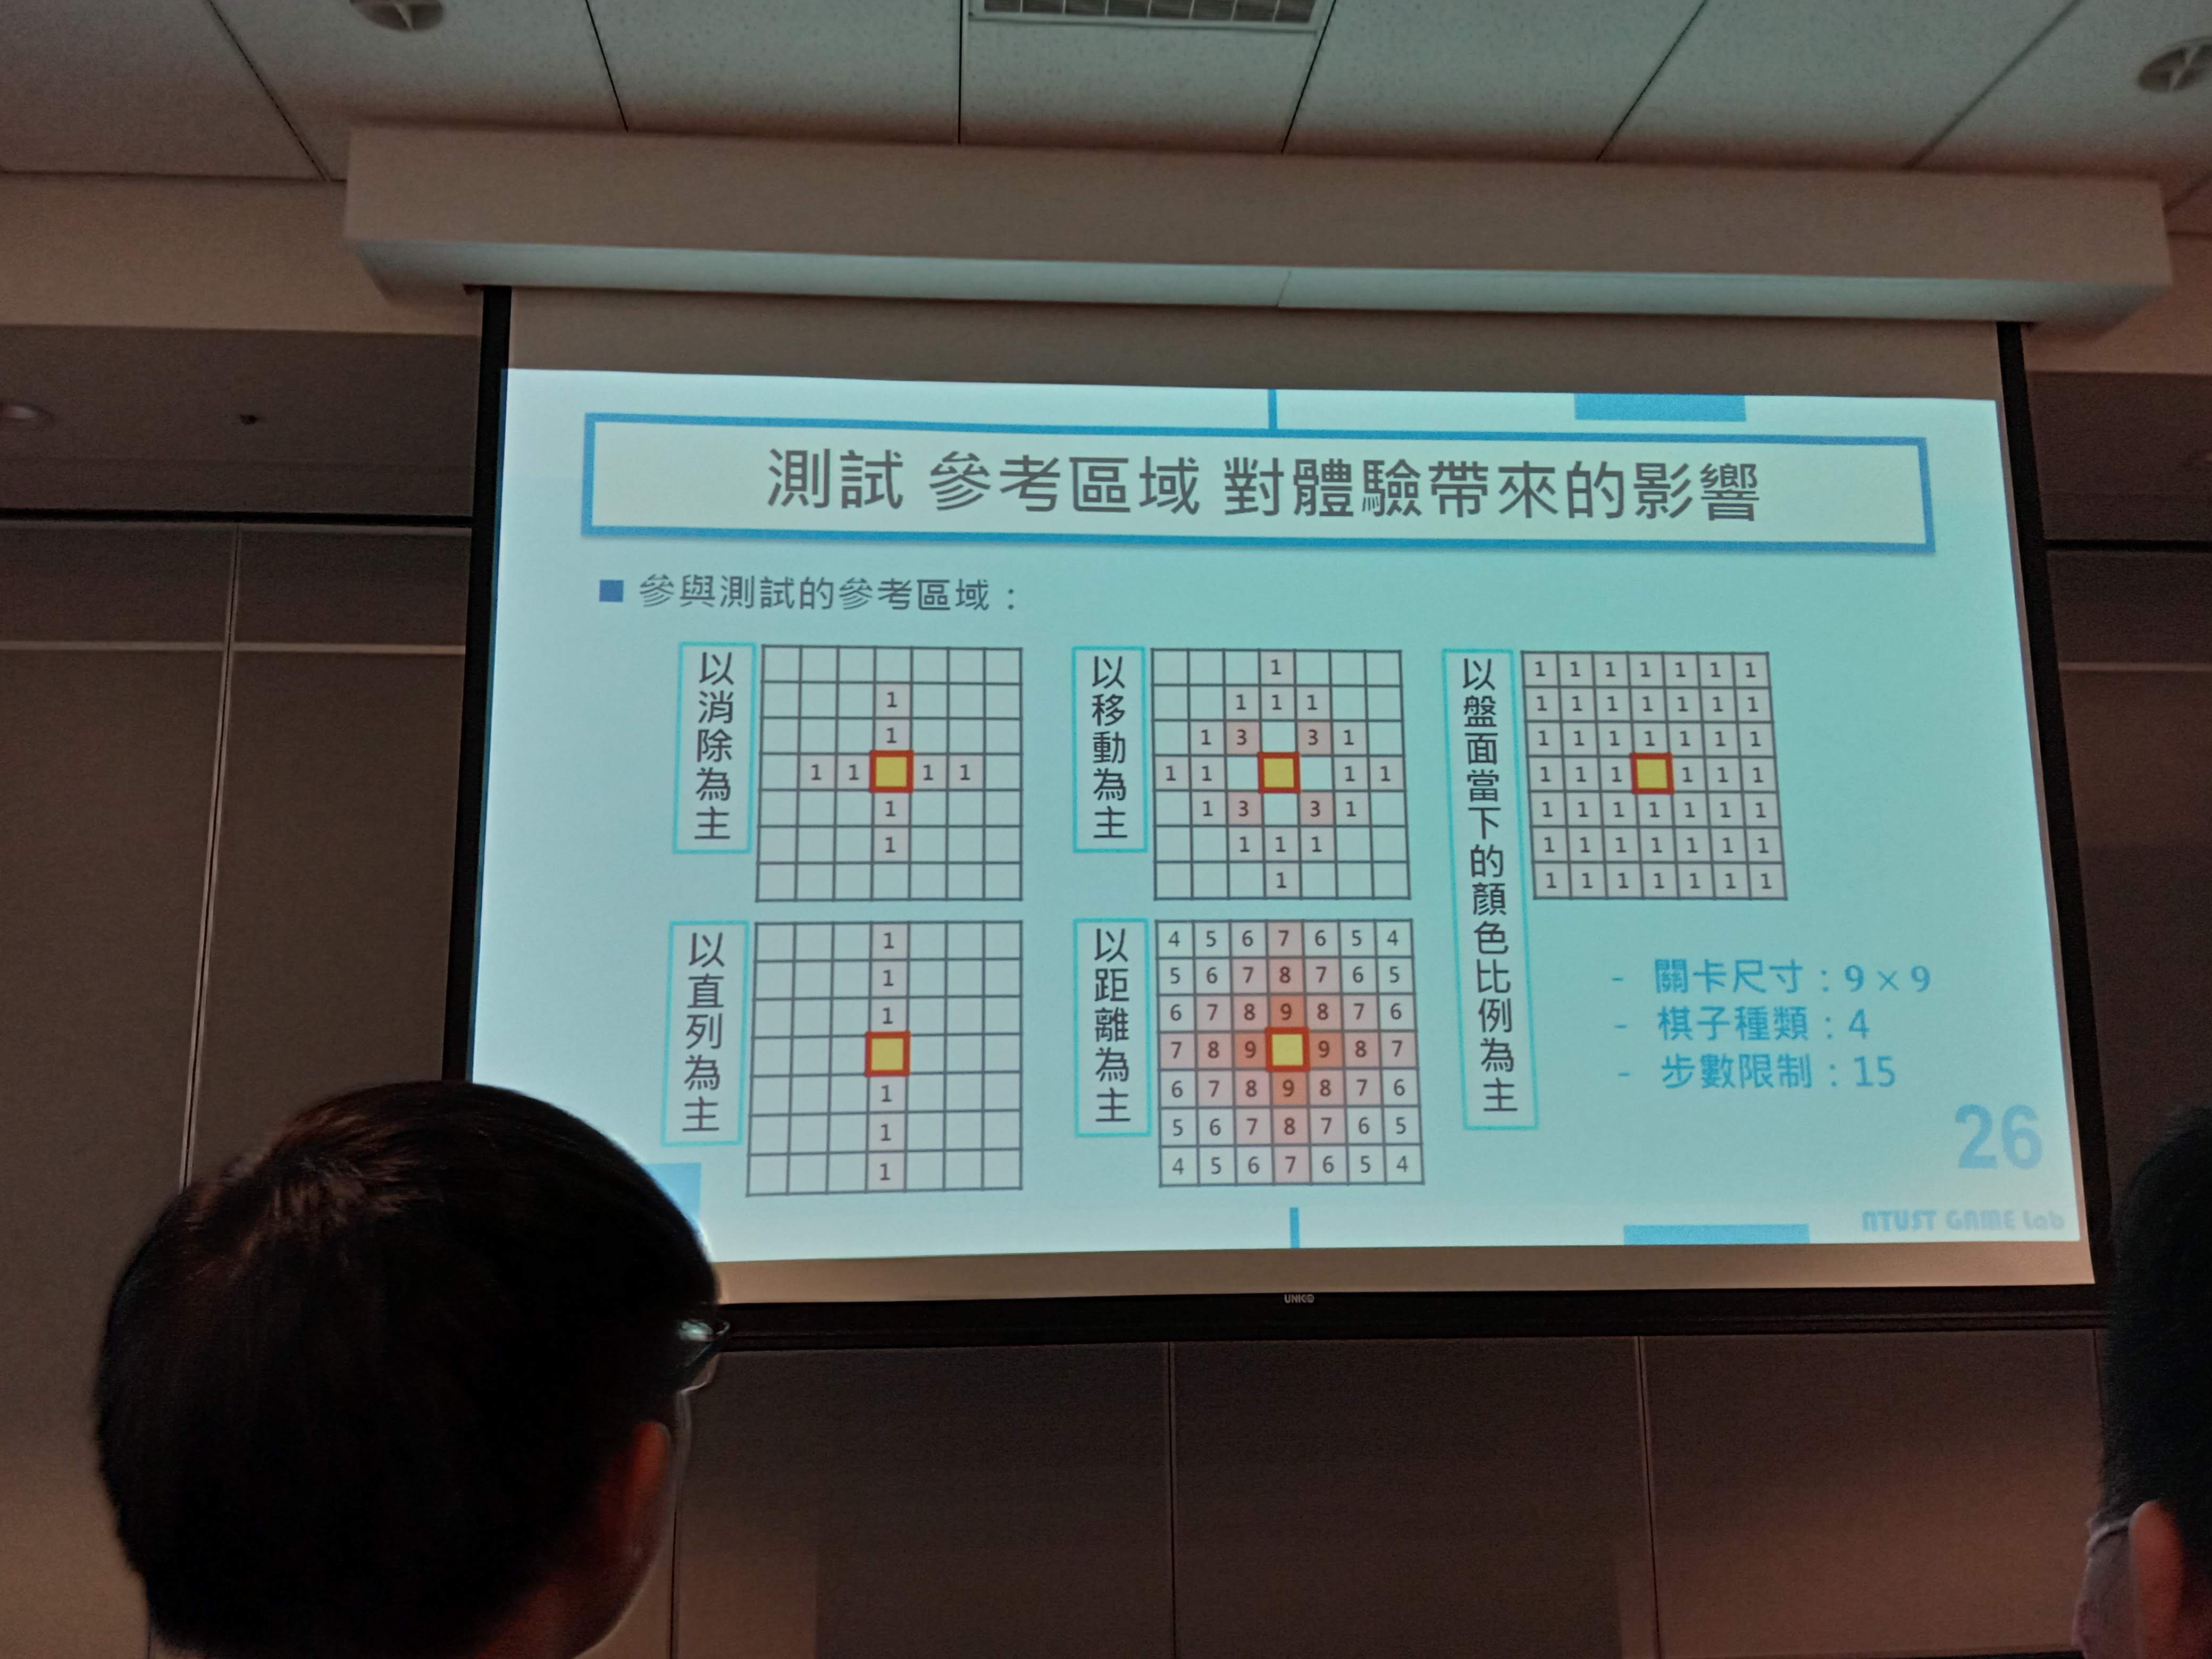 測試 參考區域 對體驗帶來的影響
■ 參與測試的參考區域：
以消除為主
1
1
1 1 1 1
1
1
以移動為主
1
1 1 1
1 3 3 1
1 1 1 1
1 3 3 1
1 1 1
1
以盤面當下的顏色比例為主
1 1 1 1 1 1 1
1 1 1 1 1 1 1
1 1 1 1 1 1 1
1 1 1 1 1 1
1 1 1 1 1 1 1
1 1 1 1 1 1 1
1 1 1 1 1 1 1
以直列為主
1
1
1
1
1
1
以距離為主
4 5 6 7 6 5 4
5 6 7 8 7 6 5
6 7 8 9 8 7 6
7 8 9 9 8 7
6 7 8 9 8 7 6
5 6 7 8 7 6 5
4 5 6 7 6 5 4
- 關卡尺寸：9 × 9
- 棋子種類：4
- 步數限制：15
26
NTUST GAME Lab
UNICO